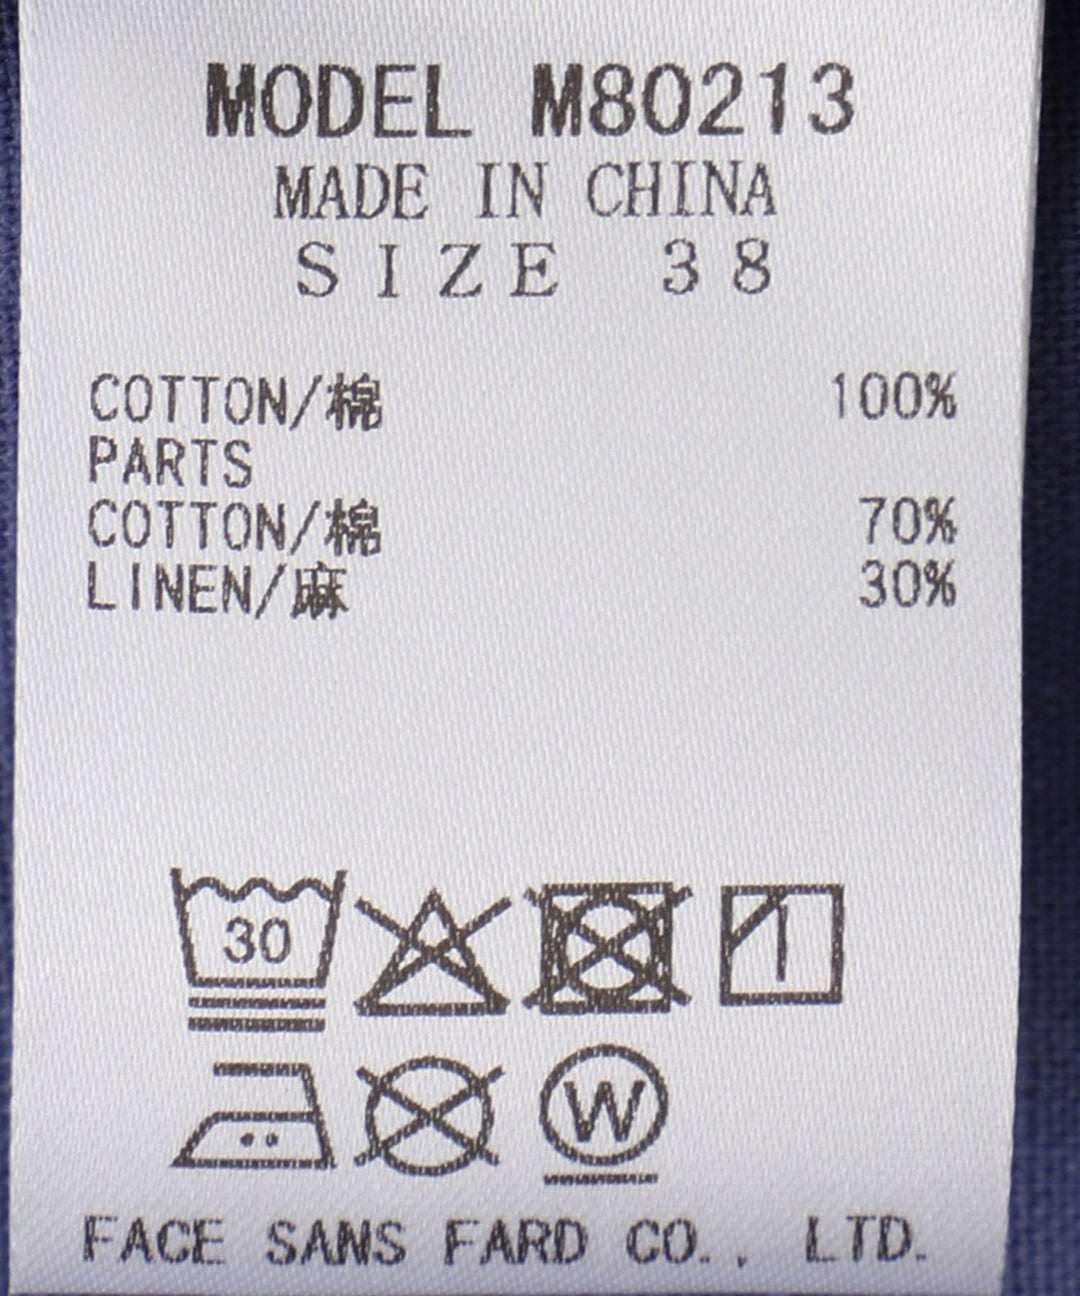 MODEL M80213
MADE IN CHINA
SIZE 38
COTTON/棉 100%
PARTS
COTTON/棉 70%
LINEN/麻 30%
30
W
FACE SANS FARD CO., LTD.